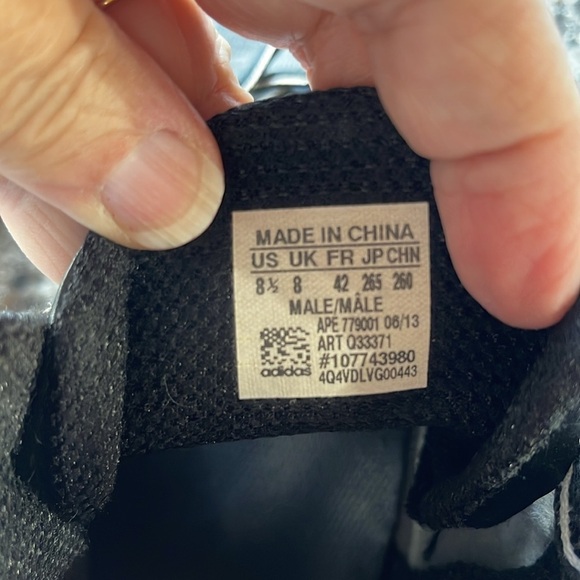 MADE IN CHINA
US UK FR JP CHN
8½ 8 42 265 260
MALE/MÂLE
APE 779001 06/13
ART Q33371
#107743980
adidas 4Q4VDLVG00443